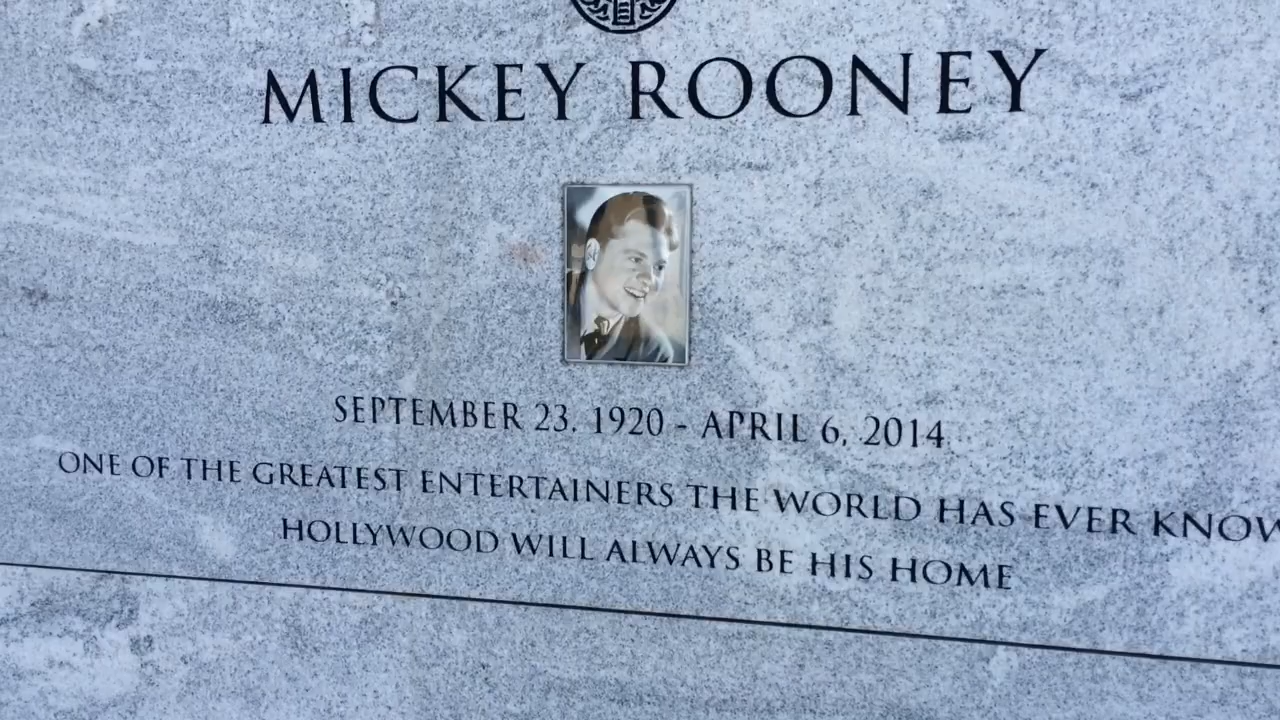 MICKEY ROONEY
SEPTEMBER 23, 1920 - APRIL 6, 2014
ONE OF THE GREATEST ENTERTAINERS THE WORLD HAS EVER KNOW
HOLLYWOOD WILL ALWAYS BE HIS HOME